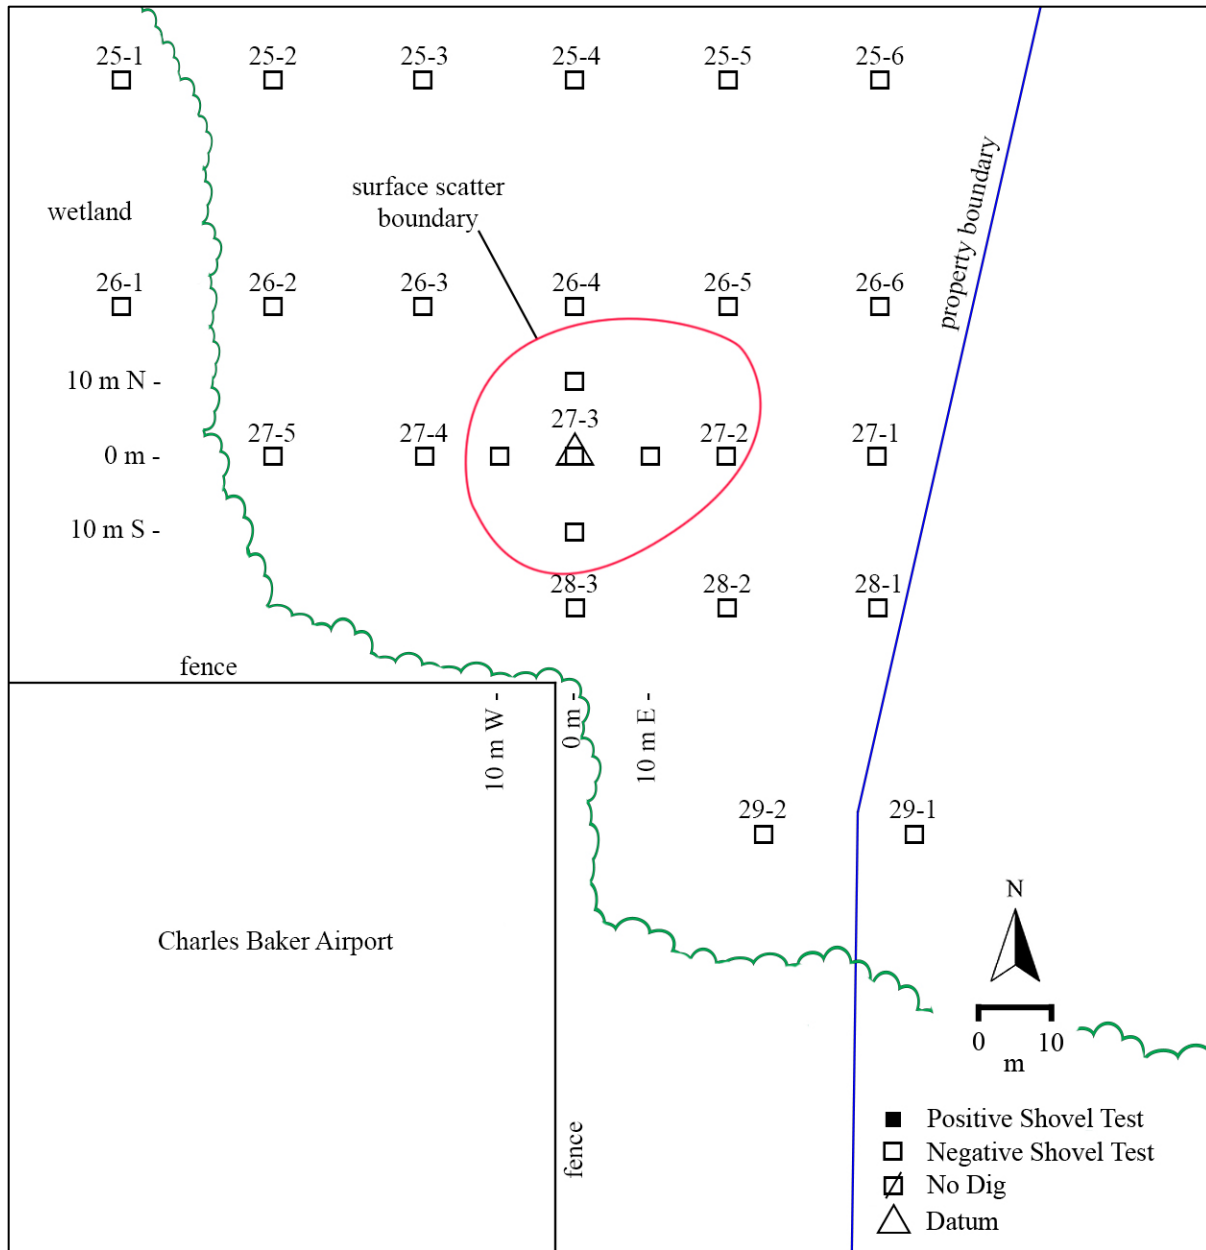 25-1 25-2 25-3 25-4 25-5 25-6
surface scatter
boundary
wetland
property boundary
26-1 26-2 26-3 26-4 26-5 26-6
10 m N -
27-3
27-5 27-4 27-2 27-1
0 m -
10 m S -
28-3 28-2 28-1
fence
10 m W -
0 m -
10 m E -
29-2 29-1
N
Charles Baker Airport
0 10
m
fence
Positive Shovel Test
Negative Shovel Test
No Dig
Datum